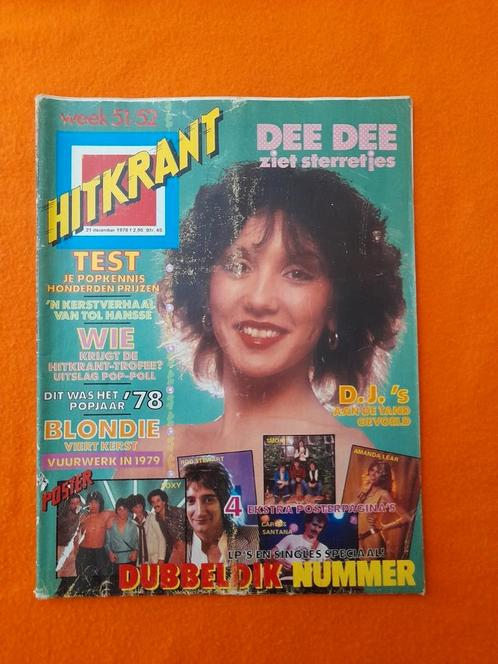 week 51-52
HITKRANT
21 december 1978 f 2,95 Bfr. 45
DEE DEE
ziet sterretjes
TEST
JE POPKENNIS
HONDERDEN PRIJZEN
'N KERSTVERHAAL
VAN TOL HANSSE
WIE
KRIJGT DE
HITKRANT-TROFEE?
UITSLAG POP-POLL
DIT WAS HET
POPJAAR '78
BLONDIE
VIERT KERST
VUURWERK IN 1979
D.J.'s
AAN DE TAND
GEVOELD
POSTER
FOXY
ROD STEWART
SMOKIE
AMANDA LEAR
4 EKSTRA POSTERPAGINA'S
CARLOS
SANTANA
LP'S EN SINGLES SPECIAAL!
DUBBELDIK NUMMER